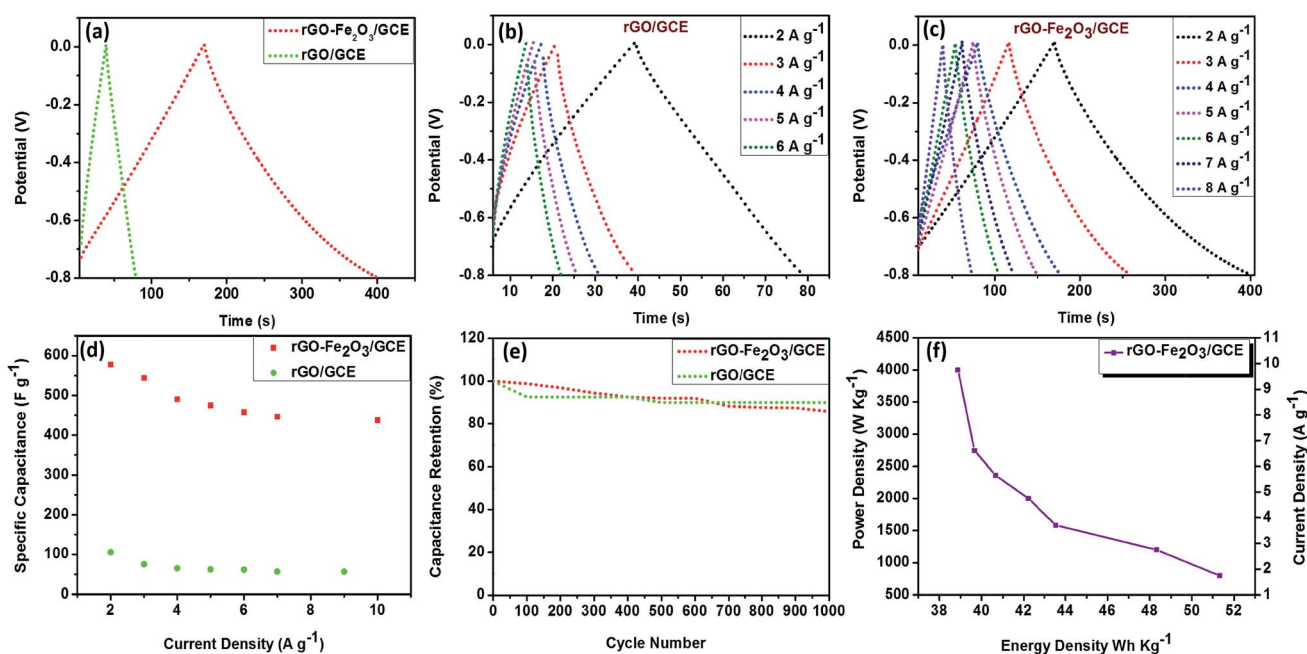 (a)
rGO-Fe₂O₃/GCE
rGO/GCE
0.0
-0.2
-0.4
-0.6
-0.8
Potential (V)
100 200 300 400
Time (s)
(b)
rGO/GCE
2 A g⁻¹
3 A g⁻¹
4 A g⁻¹
5 A g⁻¹
6 A g⁻¹
0.0
-0.2
-0.4
-0.6
-0.8
Potential (V)
10 20 30 40 50 60 70 80
Time (s)
(c)
rGO-Fe₂O₃/GCE
2 A g⁻¹
3 A g⁻¹
4 A g⁻¹
5 A g⁻¹
6 A g⁻¹
7 A g⁻¹
8 A g⁻¹
0.0
-0.2
-0.4
-0.6
-0.8
Potential (V)
100 200 300 400
Time (s)
(d)
rGO-Fe₂O₃/GCE
rGO/GCE
600
550
500
450
400
350
300
250
200
150
100
50
0
Specific Capacitance (F g⁻¹)
2 4 6 8 10
Current Density (A g⁻¹)
(e)
rGO-Fe₂O₃/GCE
rGO/GCE
120
100
80
60
40
20
0
Capacitance Retention (%)
0 100 200 300 400 500 600 700 800 900 1000
Cycle Number
(f)
rGO-Fe₂O₃/GCE
4500
4000
3500
3000
2500
2000
1500
1000
500
Power Density (W Kg⁻¹)
11
10
9
8
7
6
5
4
3
2
1
Current Density (A g⁻¹)
38 40 42 44 46 48 50 52
Energy Density Wh Kg⁻¹